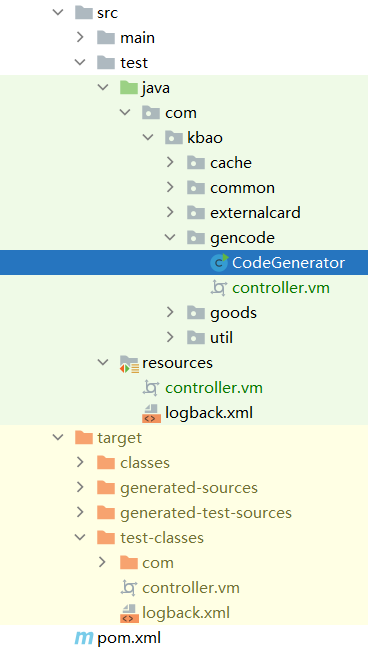 src
main
test
java
com
kbao
cache
common
externalcard
gencode
CodeGenerator
controller.vm
goods
util
resources
controller.vm
logback.xml
target
classes
generated-sources
generated-test-sources
test-classes
com
controller.vm
logback.xml
pom.xml